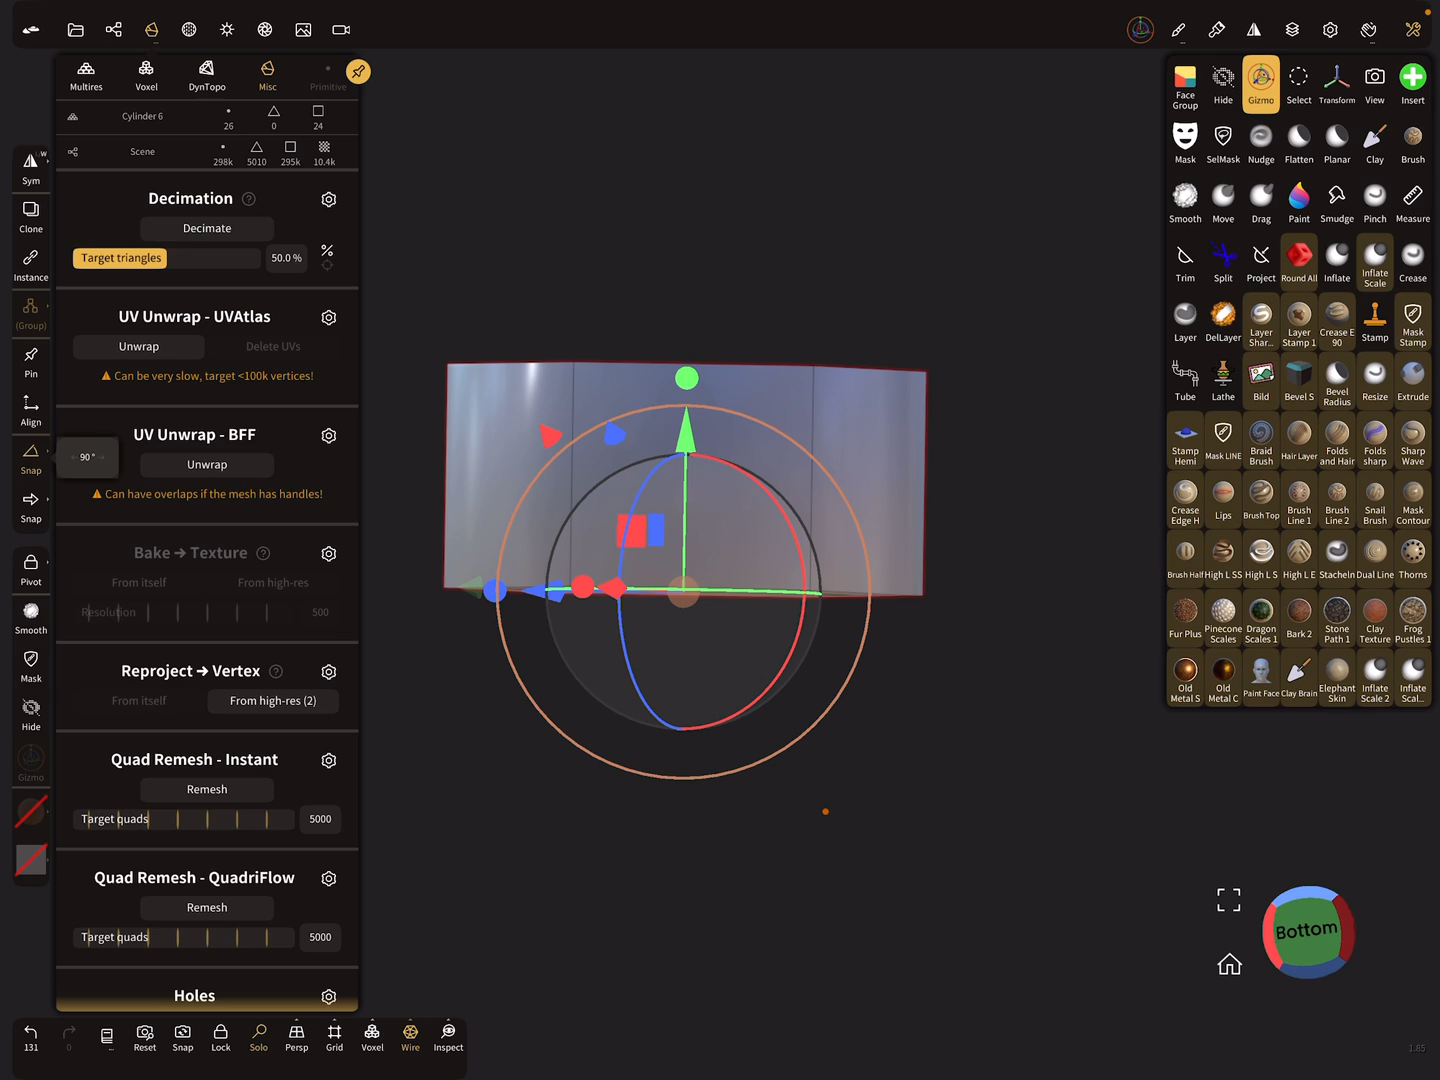 Multires
Voxel
DynTopo
Misc
Primitive
Cylinder 6
26
0
24
Scene
298k
5010
295k
10.4k
Decimation
Decimate
Target triangles
50.0 %
%
UV Unwrap - UVAtlas
Unwrap
Delete UVs
Can be very slow, target <100k vertices!
UV Unwrap - BFF
Unwrap
Can have overlaps if the mesh has handles!
Bake → Texture
From itself
From high-res
Resolution
500
Reproject → Vertex
From itself
From high-res (2)
Quad Remesh - Instant
Remesh
Target quads
5000
Quad Remesh - QuadriFlow
Remesh
Target quads
5000
Holes
W
Sym
Clone
Instance
(Group)
Pin
Align
Snap
90°
Snap
Pivot
Smooth
Mask
Hide
Gizmo
131
0
Reset
Snap
Lock
Solo
Persp
Grid
Voxel
Wire
Inspect
Face Group
Hide
Gizmo
Select
Transform
View
Insert
Mask
SelMask
Nudge
Flatten
Planar
Clay
Brush
Smooth
Move
Drag
Paint
Smudge
Pinch
Measure
Trim
Split
Project
Round All
Inflate
Inflate Scale
Crease
Layer
DelLayer
Layer Shar...
Layer Stamp 1
Crease E 90
Stamp
Mask Stamp
Tube
Lathe
Bild
Bevel S
Bevel Radius
Resize
Extrude
Stamp Hemi
Mask LINE
Braid Brush
Hair Layer
Folds and Hair
Folds sharp
Sharp Wave
Crease Edge H
Lips
Brush Top
Brush Line 1
Brush Line 2
Snail Brush
Mask Contour
Brush Half
High L SS
High L S
High L E
Stacheln
Dual Line
Thorns
Fur Plus
Pinecone Scales
Dragon Scales 1
Bark 2
Stone Path 1
Clay Texture
Frog Pustles 1
Old Metal S
Old Metal C
Paint Face
Clay Brain
Elephant Skin
Inflate Scale 2
Inflate Scal...
Bottom
1.85